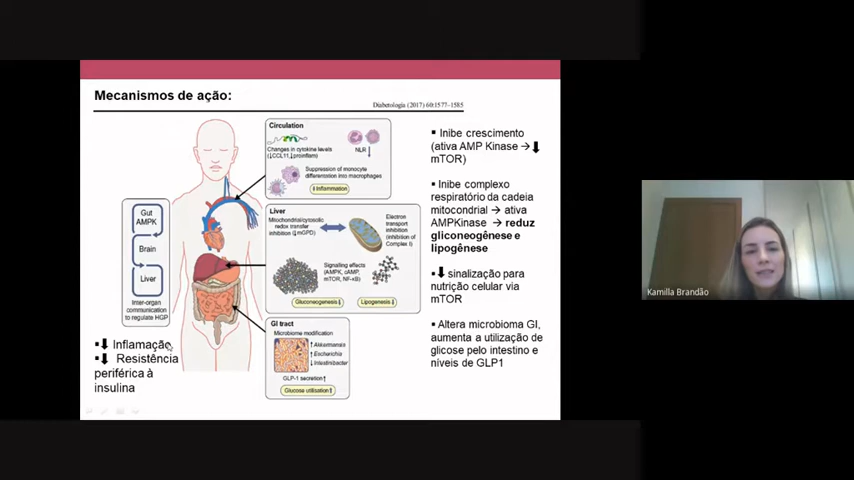 Mecanismos de ação:
Diabetologia (2017) 60:1577–1585
Circulation
Changes in cytokine levels
(↓CCL11,↓proinflam)
NLR
Suppression of monocyte
differentiation into macrophages
↓Inflammation
Gut
AMPK
Brain
Liver
Inter-organ
communication
to regulate HGP
Liver
Mitochondrial/cytosolic
redox transfer
inhibition (↓mGPD)
Electron
transport
inhibition
(inhibition of
Complex I)
Signalling effects
(AMPK, cAMP,
mTOR, NF-κB)
Gluconeogenesis↓
Lipogenesis↓
GI tract
Microbiome modification
↑ Akkermansia
↑ Escherichia
↓ Intestinibacter
GLP-1 secretion↑
Glucose utilisation↑
▪⬇ Inflamação
▪⬇ Resistência
periférica à
insulina
▪ Inibe crescimento
(ativa AMP Kinase → ⬇
mTOR)
▪ Inibe complexo
respiratório da cadeia
mitocondrial → ativa
AMPKinase → reduz
gliconeogênese e
lipogênese
▪⬇ sinalização para
nutrição celular via
mTOR
▪ Altera microbioma GI,
aumenta a utilização de
glicose pelo intestino e
níveis de GLP1
Kamilla Brandão